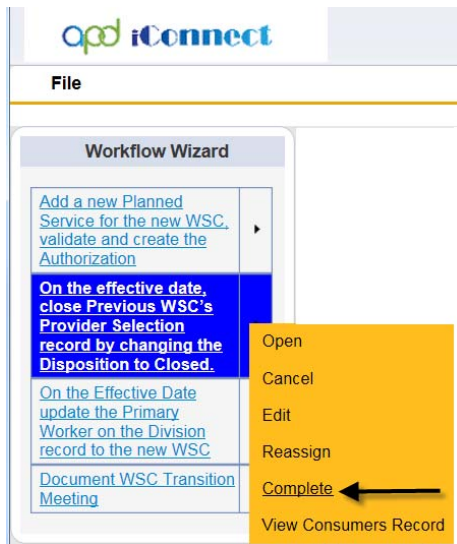 apd iConnect
File
Workflow Wizard
Add a new Planned
Service for the new WSC,
validate and create the
Authorization
On the effective date,
close Previous WSC's
Provider Selection
record by changing the
Disposition to Closed.
On the Effective Date
update the Primary
Worker on the Division
record to the new WSC
Document WSC Transition
Meeting
Open
Cancel
Edit
Reassign
Complete
View Consumers Record